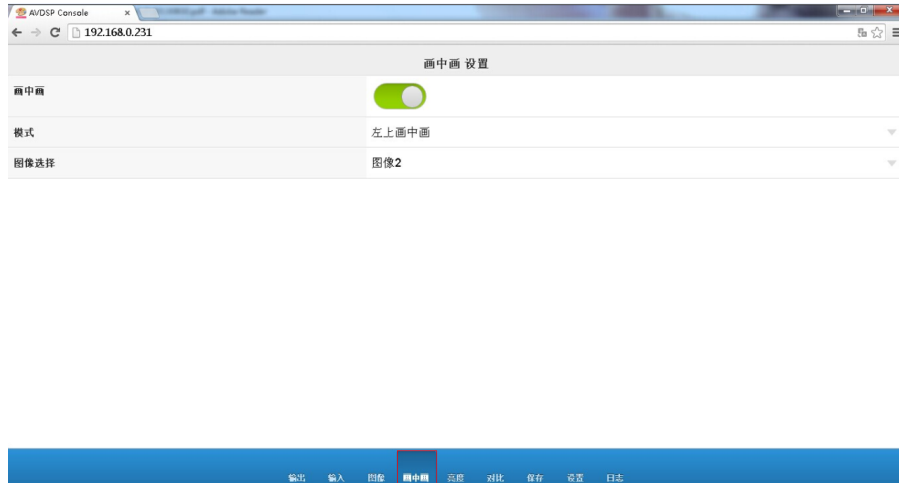 AVDSP Console
192.168.0.231
画中画 设置
画中画
模式 左上画中画
图像选择 图像2
输出 输入 图像 画中画 亮度 对比 保存 设置 日志